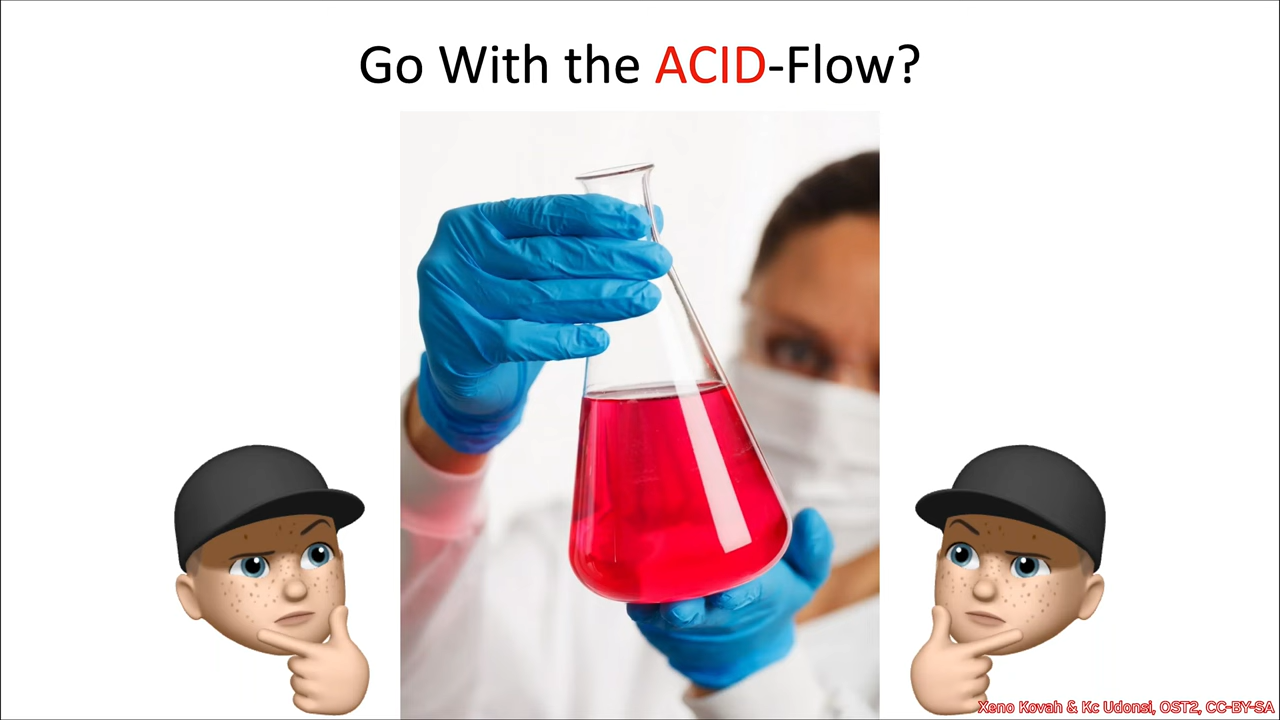 Go With the ACID-Flow?
Xeno Kovah & Kc Udonsi, OST2, CC-BY-SA